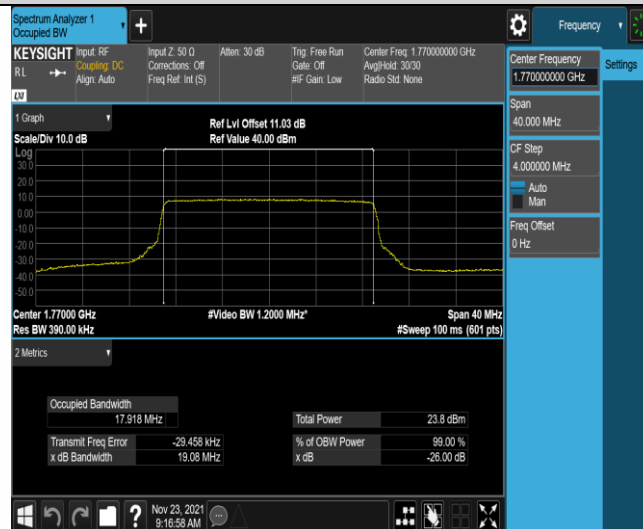 Spectrum Analyzer 1
Occupied BW
+
Frequency
KEYSIGHT
RL
LXI
Input: RF
Coupling: DC
Align: Auto
Input Z: 50 Ω
Corrections: Off
Freq Ref: Int (S)
Atten: 30 dB
Trig: Free Run
Gate: Off
#IF Gain: Low
Center Freq: 1.770000000 GHz
Avg|Hold: 30/30
Radio Std: None
Center Frequency
1.770000000 GHz
Settings
Span
40.000 MHz
CF Step
4.000000 MHz
Auto
Man
Freq Offset
0 Hz
1 Graph
Scale/Div 10.0 dB
Ref Lvl Offset 11.03 dB
Ref Value 40.00 dBm
Log
30.0
20.0
10.0
0.00
-10.0
-20.0
-30.0
-40.0
-50.0
Center 1.77000 GHz
#Video BW 1.2000 MHz*
Span 40 MHz
Res BW 390.00 kHz
#Sweep 100 ms (601 pts)
2 Metrics
Occupied Bandwidth
17.918 MHz
Total Power 23.8 dBm
Transmit Freq Error -29.458 kHz
% of OBW Power 99.00 %
x dB Bandwidth 19.08 MHz
x dB -26.00 dB
?
Nov 23, 2021
9:16:58 AM